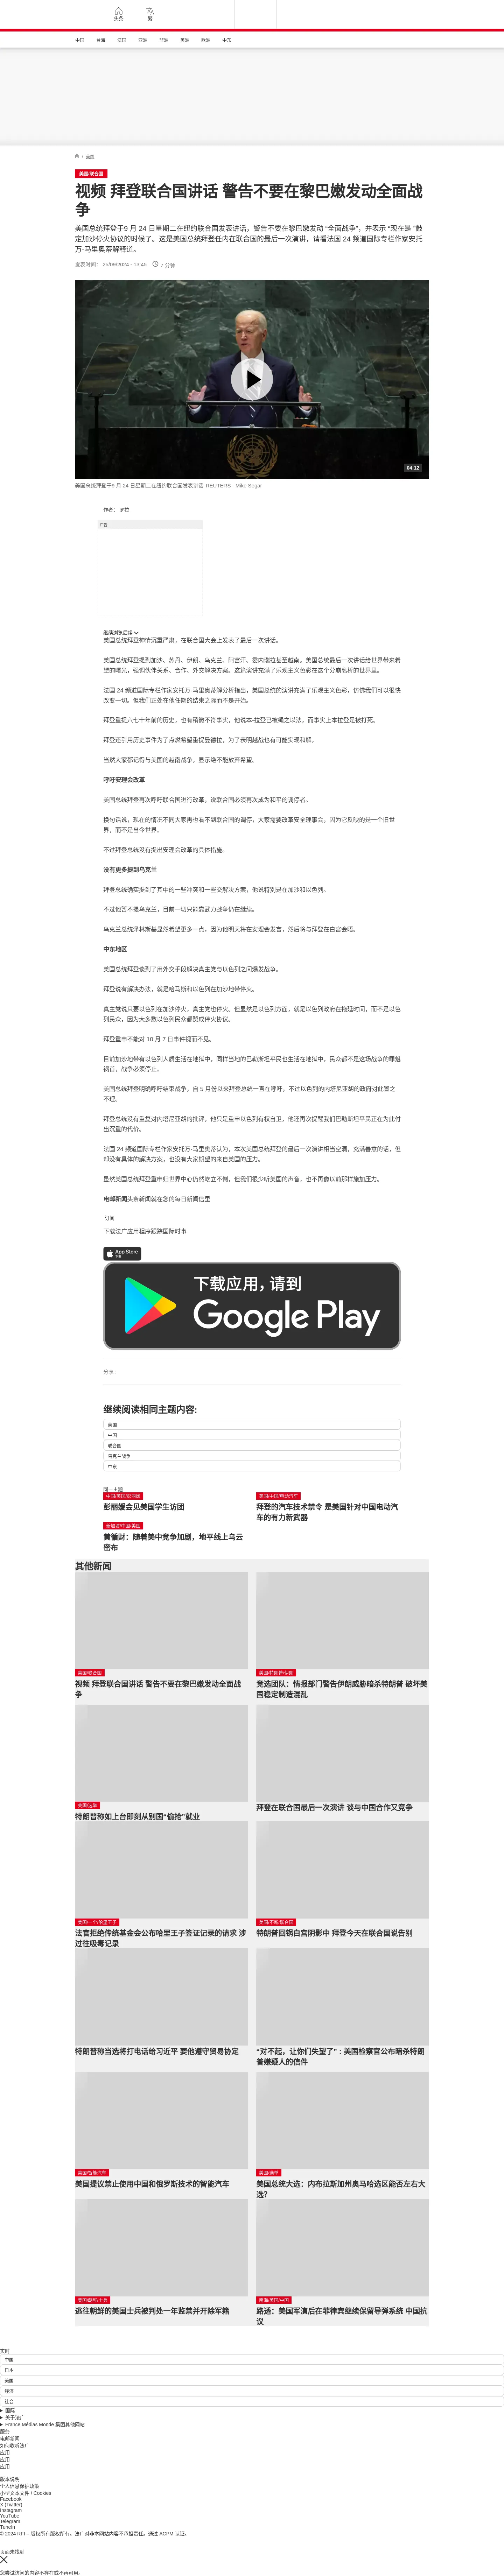 头条
繁
中国
台海
法国
亚洲
非洲
美洲
欧洲
中东
/ 美国
美国/联合国
视频 拜登联合国讲话 警告不要在黎巴嫩发动全面战
争
美国总统拜登于9 月 24 日星期二在纽约联合国发表讲话，警告不要在黎巴嫩发动 “全面战争”，并表示 “现在是 ”敲
定加沙停火协议的时候了。这是美国总统拜登任内在联合国的最后一次演讲，请看法国 24 频道国际专栏作家安托
万-马里奥蒂解释道。
发表时间： 25/09/2024 - 13:45
7 分钟
04:12
美国总统拜登于9 月 24 日星期二在纽约联合国发表讲话 REUTERS - Mike Segar
作者： 罗拉
广告
继续浏览后续
美国总统拜登神情沉重严肃，在联合国大会上发表了最后一次讲话。
美国总统拜登提到加沙、苏丹、伊朗、乌克兰、阿富汗、委内瑞拉甚至越南。美国总统最后一次讲话给世界带来希
望的曙光，强调伙伴关系、合作、外交解决方案。这篇演讲充满了乐观主义色彩在这个分崩离析的世界里。
法国 24 频道国际专栏作家安托万-马里奥蒂解分析指出，美国总统的演讲充满了乐观主义色彩，仿佛我们可以很快
改变一切。但我们正处在他任期的结束之际而不是开始。
拜登重提六七十年前的历史，也有稍微不符事实，他说本-拉登已被绳之以法，而事实上本拉登是被打死。
拜登还引用历史事件为了点燃希望重提曼德拉，为了表明越战也有可能实现和解。
当然大家都记得与美国的越南战争，显示绝不能放弃希望。
呼吁安理会改革
美国总统拜登再次呼吁联合国进行改革，说联合国必须再次成为和平的调停者。
换句话说，现在的情况不同大家再也看不到联合国的调停，大家需要改革安全理事会，因为它反映的是一个旧世
界，而不是当今世界。
不过拜登总统没有提出安理会改革的具体措施。
没有更多提到乌克兰
拜登总统确实提到了其中的一些冲突和一些交解决方案，他说特别是在加沙和以色列。
不过他暂不提乌克兰，目前一切只能靠武力战争仍在继续。
乌克兰总统泽林斯基显然希望更多一点，因为他明天将在安理会发言，然后将与拜登在白宫会晤。
中东地区
美国总统拜登谈到了用外交手段解决真主党与以色列之间爆发战争。
拜登说有解决办法，就是哈马斯和以色列在加沙地带停火。
真主党说只要以色列在加沙停火，真主党也停火。但显然是以色列方面，就是以色列政府在拖延时间，而不是以色
列民众，因为大多数以色列民众都赞成停火协议。
拜登重申不能对 10 月 7 日事件视而不见。
目前加沙地带有以色列人质生活在地狱中，同样当地的巴勒斯坦平民也生活在地狱中，民众都不是这场战争的罪魁
祸首，战争必须停止。
美国总统拜登明确呼吁结束战争，自 5 月份以来拜登总统一直在呼吁，不过以色列的内塔尼亚胡的政府对此置之
不理。
拜登总统没有重复对内塔尼亚胡的批评，他只是重申以色列有权自卫，他还再次提醒我们巴勒斯坦平民正在为此付
出沉重的代价。
法国 24 频道国际专栏作家安托万-马里奥蒂认为，本次美国总统拜登的最后一次演讲相当空洞，充满善意的话，但
却没有具体的解决方案，也没有大家期望的来自美国的压力。
虽然美国总统拜登重申归世界中心仍然屹立不倒，但我们很少听美国的声音，也不再像以前那样施加压力。
电邮新闻头条新闻就在您的每日新闻信里
订阅
下载法广应用程序跟踪国际时事
App Store
下载
下载应用，请到
Google Play
分享 :
继续阅读相同主题内容:
美国
中国
联合国
乌克兰战争
中东
同一主题
中国/美国/彭丽媛
彭丽媛会见美国学生访团
美国/中国/电动汽车
拜登的汽车技术禁令 是美国针对中国电动汽
车的有力新武器
新加坡/中国/美国
黄循财：随着美中竞争加剧，地平线上乌云
密布
其他新闻
美国/联合国
视频 拜登联合国讲话 警告不要在黎巴嫩发动全面战
争
美国/特朗普/伊朗
竞选团队：情报部门警告伊朗威胁暗杀特朗普 破坏美
国稳定制造混乱
美国/选举
特朗普称如上台即刻从别国“偷抢”就业
拜登在联合国最后一次演讲 谈与中国合作又竞争
美国/一个/哈里王子
法官拒绝传统基金会公布哈里王子签证记录的请求 涉
过往吸毒记录
美国/不断/联合国
特朗普回锅白宫阴影中 拜登今天在联合国说告别
特朗普称当选将打电话给习近平 要他遵守贸易协定
“对不起，让你们失望了”：美国检察官公布暗杀特朗
普嫌疑人的信件
美国/智能汽车
美国提议禁止使用中国和俄罗斯技术的智能汽车
美国/选举
美国总统大选：内布拉斯加州奥马哈选区能否左右大
选？
美国/朝鲜/士兵
逃往朝鲜的美国士兵被判处一年监禁并开除军籍
南海/美国/中国
路透：美国军演后在菲律宾继续保留导弹系统 中国抗
议
实时
中国
日本
美国
经济
社会
国际
关于法广
France Médias Monde 集团其他网站
服务
电邮新闻
如何收听法广
应用
应用
应用
版本说明
个人信息保护政策
小型文本文件 / Cookies
Facebook
X (Twitter)
Instagram
YouTube
Telegram
TuneIn
© 2024 RFI – 版权所有版权所有。法广对非本网站内容不承担责任。通过 ACPM 认证。
页面未找到
您尝试访问的内容不存在或不再可用。